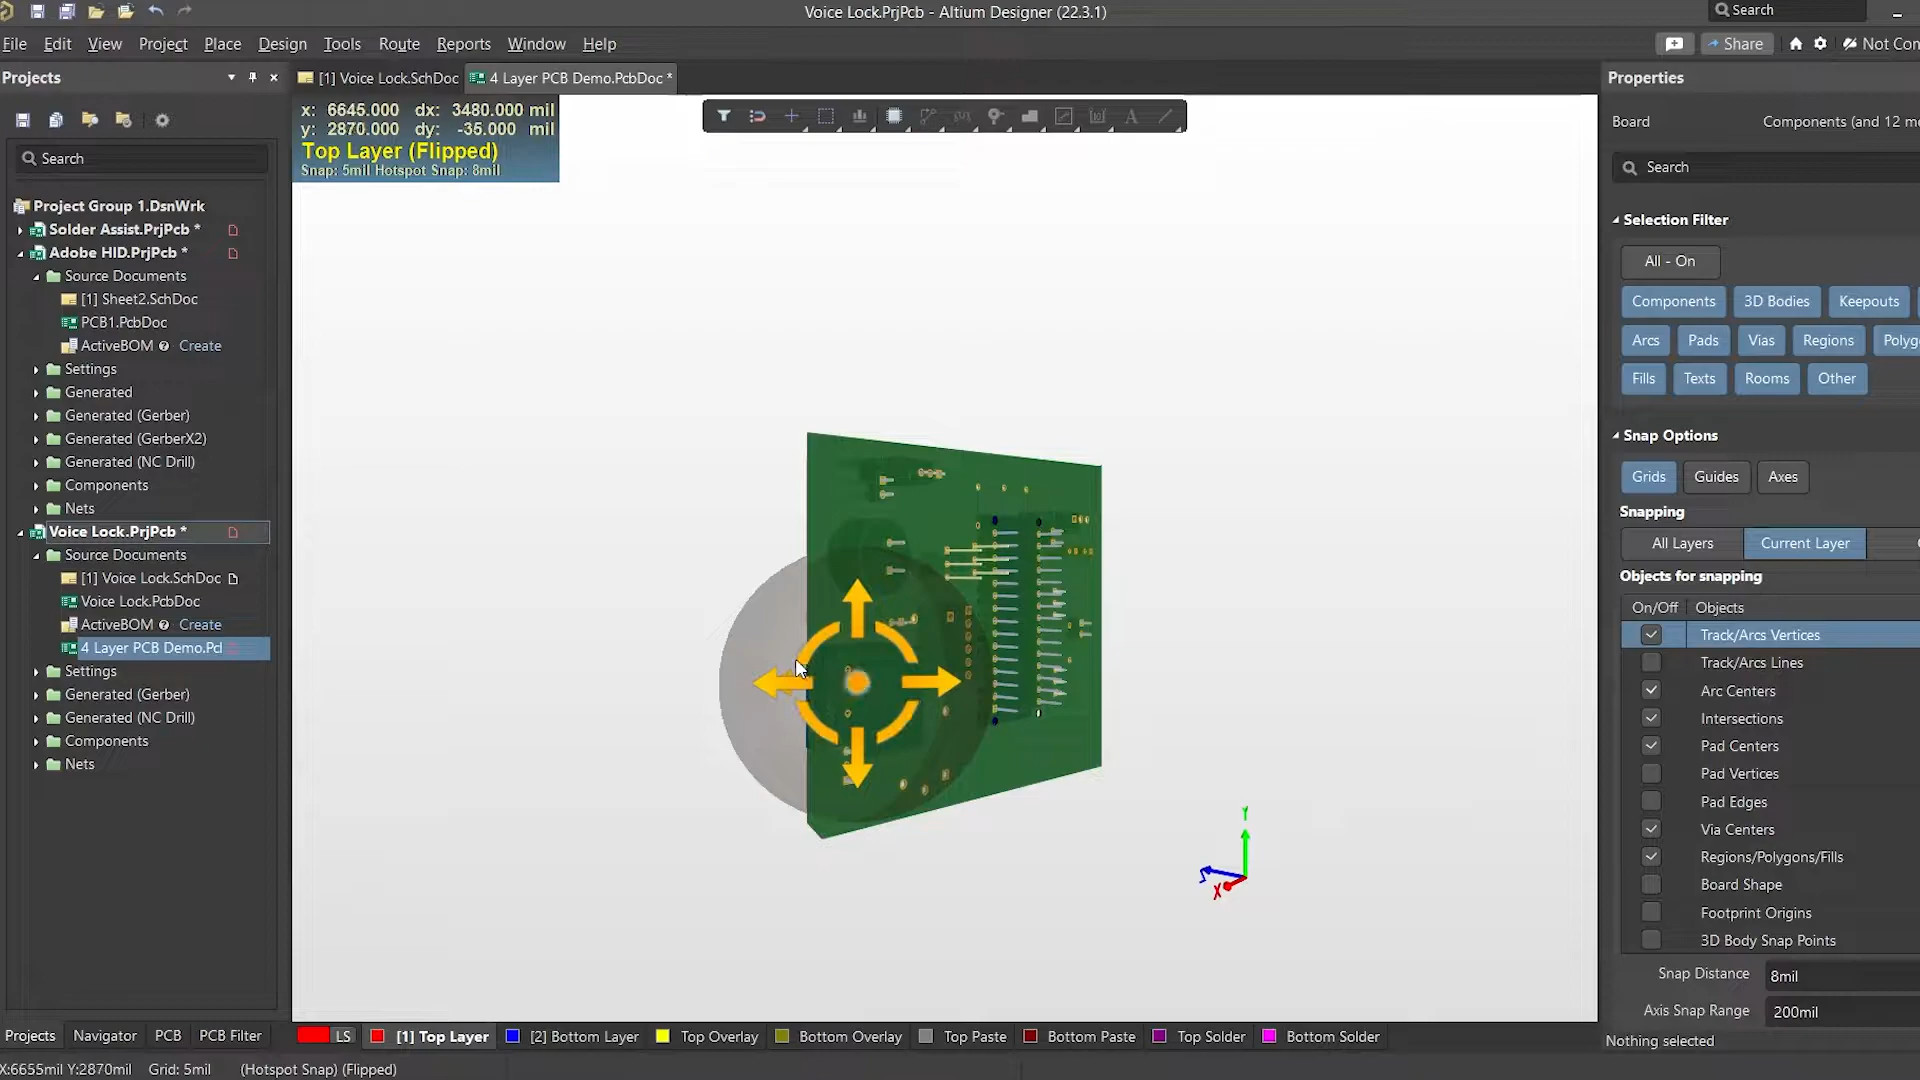 Voice Lock.PrjPcb - Altium Designer (22.3.1)
Search
File Edit View Project Place Design Tools Route Reports Window Help
Share
Not Con
Projects
[1] Voice Lock.SchDoc
4 Layer PCB Demo.PcbDoc *
Properties
x: 6645.000 dx: 3480.000 mil
y: 2870.000 dy: -35.000 mil
Top Layer (Flipped)
Snap: 5mil Hotspot Snap: 8mil
Board
Components (and 12 m
Search
Search
Project Group 1.DsnWrk
Solder Assist.PrjPcb *
Adobe HID.PrjPcb *
Source Documents
[1] Sheet2.SchDoc
PCB1.PcbDoc
ActiveBOM Create
Settings
Generated
Generated (Gerber)
Generated (GerberX2)
Generated (NC Drill)
Components
Nets
Voice Lock.PrjPcb *
Source Documents
[1] Voice Lock.SchDoc
Voice Lock.PcbDoc
ActiveBOM Create
4 Layer PCB Demo.Pcl
Settings
Generated (Gerber)
Generated (NC Drill)
Components
Nets
Selection Filter
All - On
Components 3D Bodies Keepouts
Arcs Pads Vias Regions Polyg
Fills Texts Rooms Other
Snap Options
Grids Guides Axes
Snapping
All Layers Current Layer
Objects for snapping
On/Off Objects
Track/Arcs Vertices
Track/Arcs Lines
Arc Centers
Intersections
Pad Centers
Pad Vertices
Pad Edges
Via Centers
Regions/Polygons/Fills
Board Shape
Footprint Origins
3D Body Snap Points
Snap Distance 8mil
Axis Snap Range 200mil
Y
X
Projects Navigator PCB PCB Filter
LS [1] Top Layer [2] Bottom Layer Top Overlay Bottom Overlay Top Paste Bottom Paste Top Solder Bottom Solder
Nothing selected
X:6655mil Y:2870mil Grid: 5mil (Hotspot Snap) (Flipped)